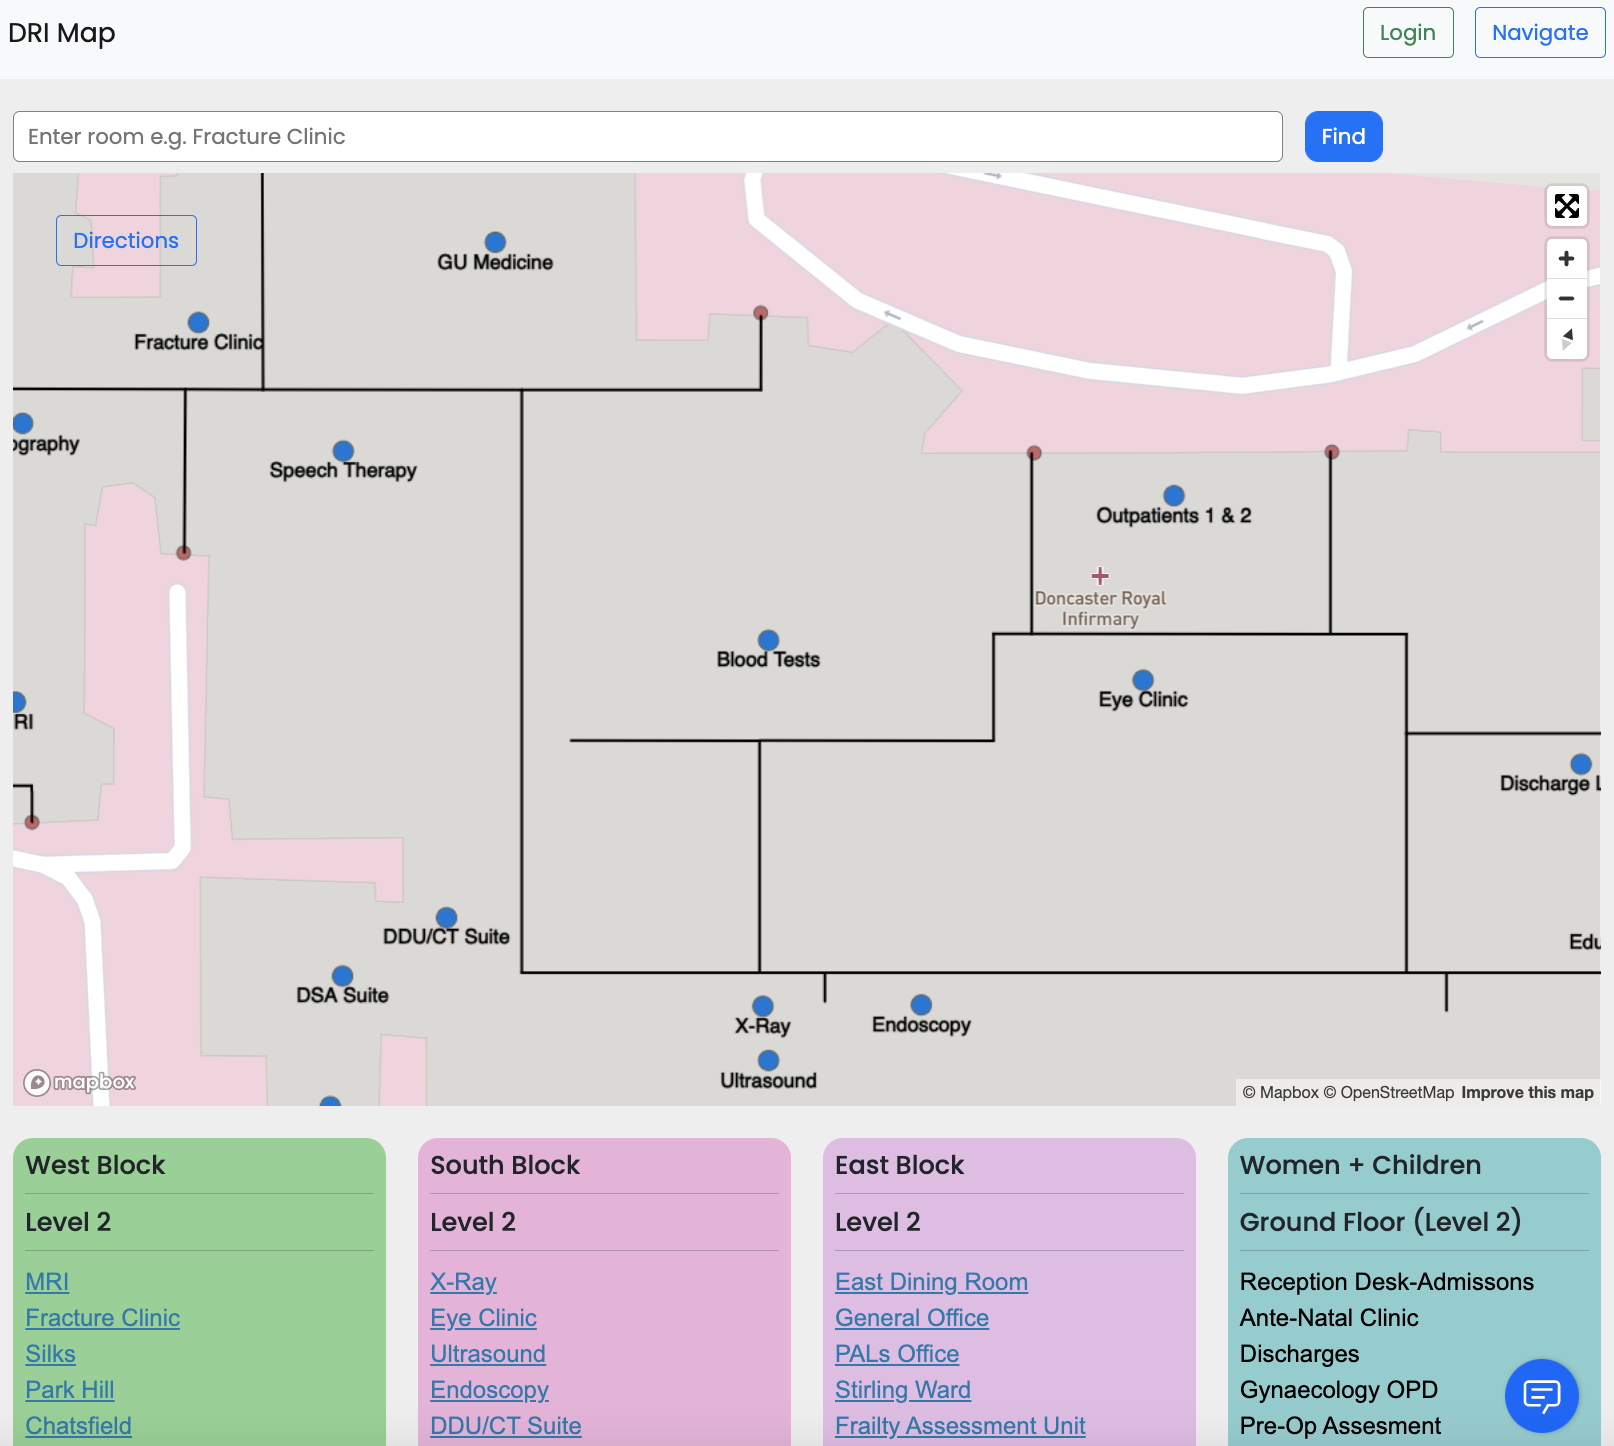 DRI Map
Login
Navigate
Enter room e.g. Fracture Clinic
Find
Directions
GU Medicine
Fracture Clinic
ography
Speech Therapy
Outpatients 1 & 2
Doncaster Royal
Infirmary
Blood Tests
Eye Clinic
RI
Discharge L
DDU/CT Suite
Edu
DSA Suite
X-Ray
Endoscopy
Ultrasound
mapbox
© Mapbox © OpenStreetMap Improve this map
West Block
Level 2
MRI
Fracture Clinic
Silks
Park Hill
Chatsfield
South Block
Level 2
X-Ray
Eye Clinic
Ultrasound
Endoscopy
DDU/CT Suite
East Block
Level 2
East Dining Room
General Office
PALs Office
Stirling Ward
Frailty Assessment Unit
Women + Children
Ground Floor (Level 2)
Reception Desk-Admissons
Ante-Natal Clinic
Discharges
Gynaecology OPD
Pre-Op Assesment